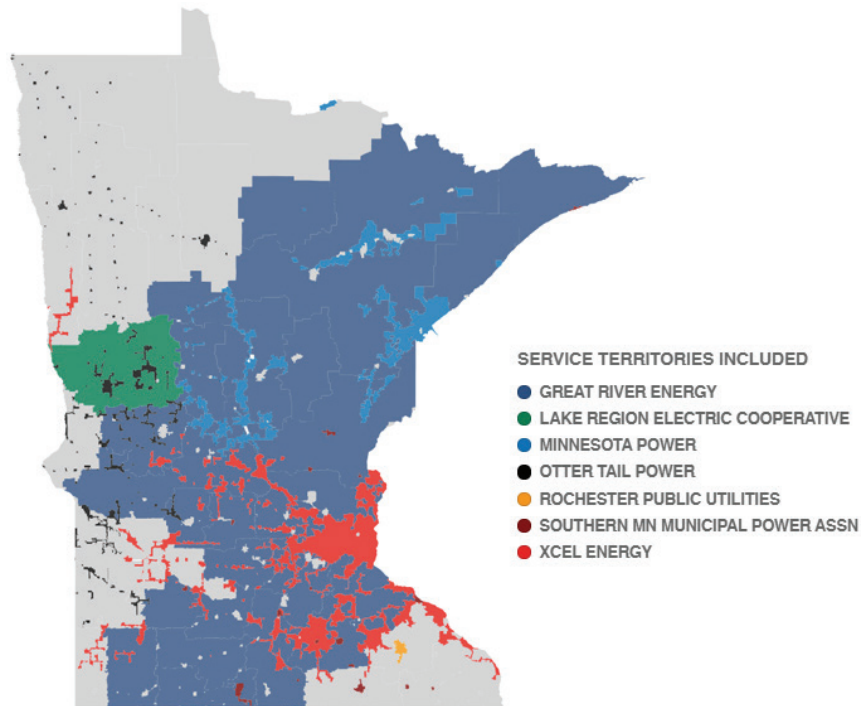 SERVICE TERRITORIES INCLUDED
GREAT RIVER ENERGY
LAKE REGION ELECTRIC COOPERATIVE
MINNESOTA POWER
OTTER TAIL POWER
ROCHESTER PUBLIC UTILITIES
SOUTHERN MN MUNICIPAL POWER ASSN
XCEL ENERGY